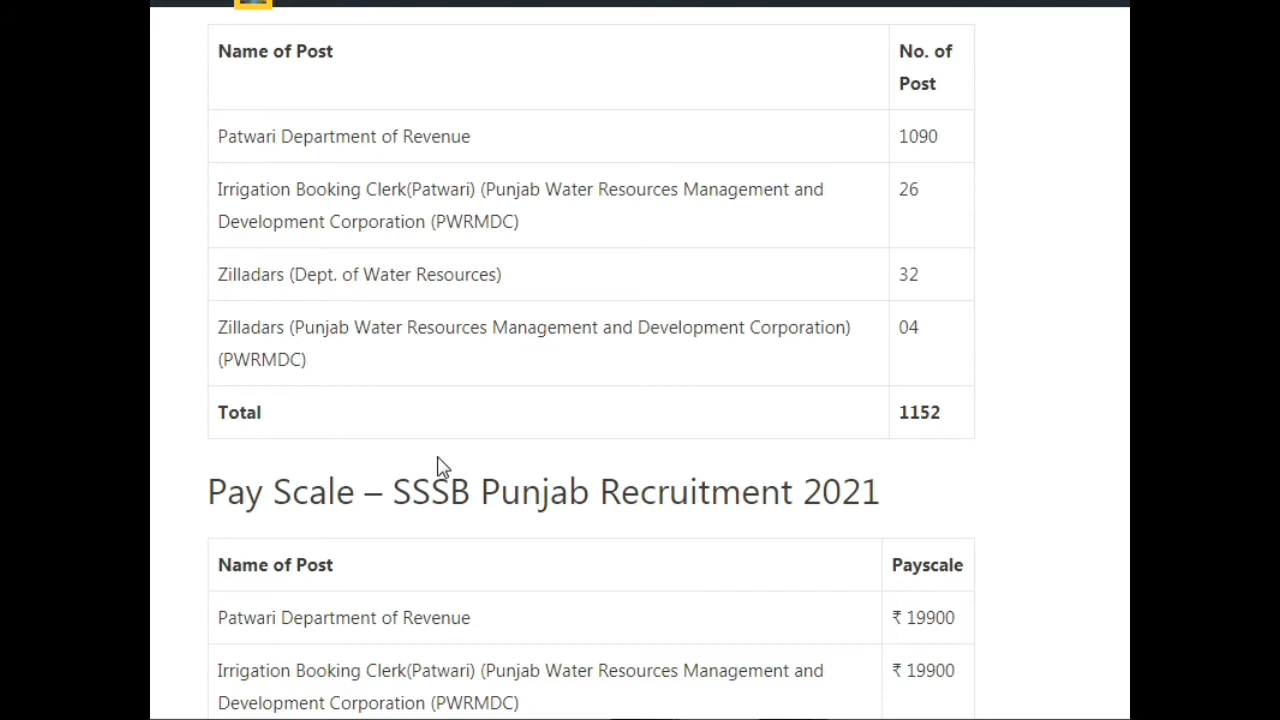 Name of Post
No. of
Post
Patwari Department of Revenue
1090
Irrigation Booking Clerk(Patwari) (Punjab Water Resources Management and
Development Corporation (PWRMDC)
26
Zilladars (Dept. of Water Resources)
32
Zilladars (Punjab Water Resources Management and Development Corporation)
(PWRMDC)
04
Total
1152
Pay Scale – SSSB Punjab Recruitment 2021
Name of Post
Payscale
Patwari Department of Revenue
₹ 19900
Irrigation Booking Clerk(Patwari) (Punjab Water Resources Management and
Development Corporation (PWRMDC)
₹ 19900